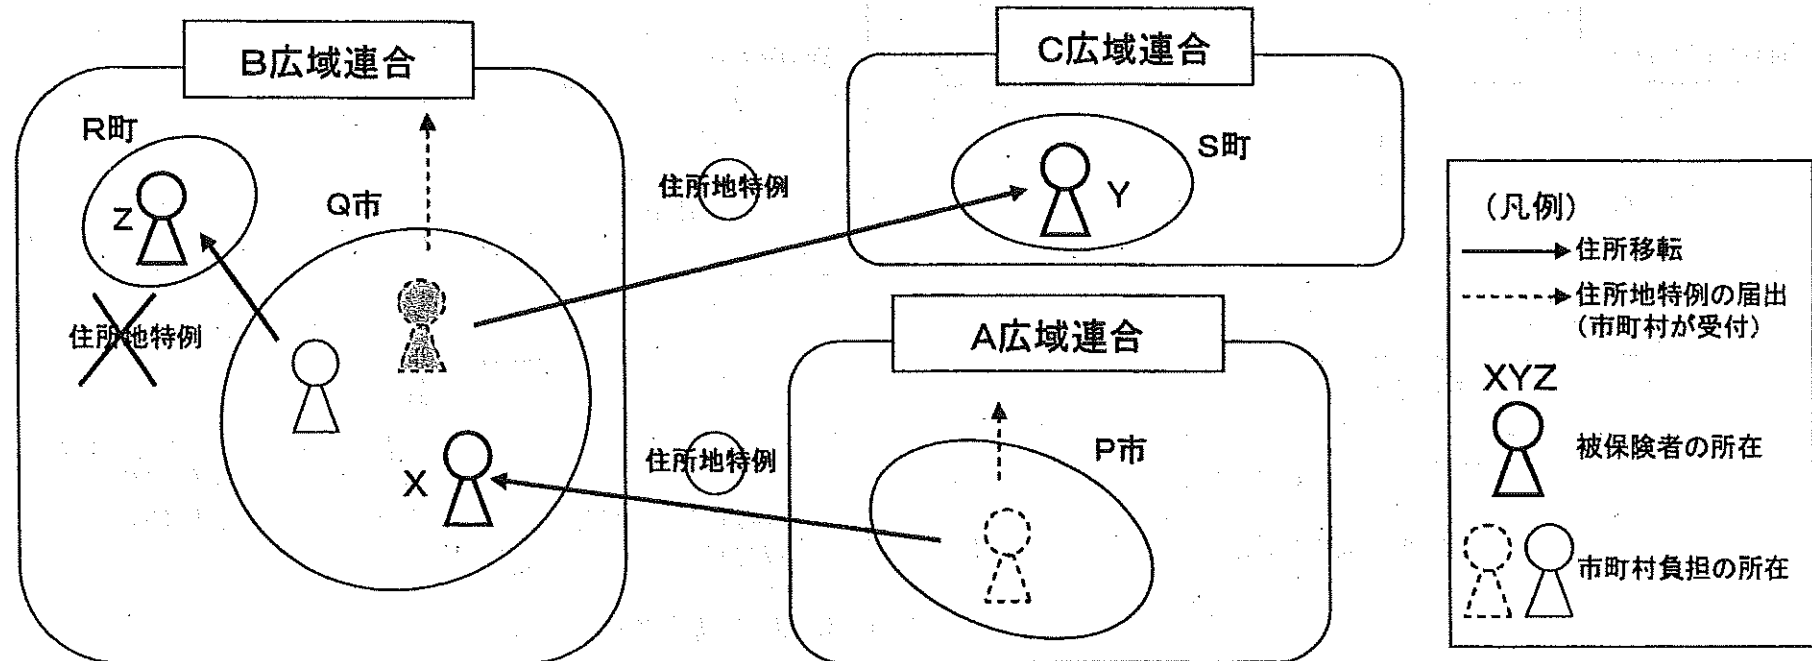 B広域連合
C広域連合
R町
Z
Q市
住所地特例
S町
Y
住所地特例
X
住所地特例
A広域連合
P市
（凡例）
住所移転
住所地特例の届出
（市町村が受付）
XYZ
被保険者の所在
市町村負担の所在